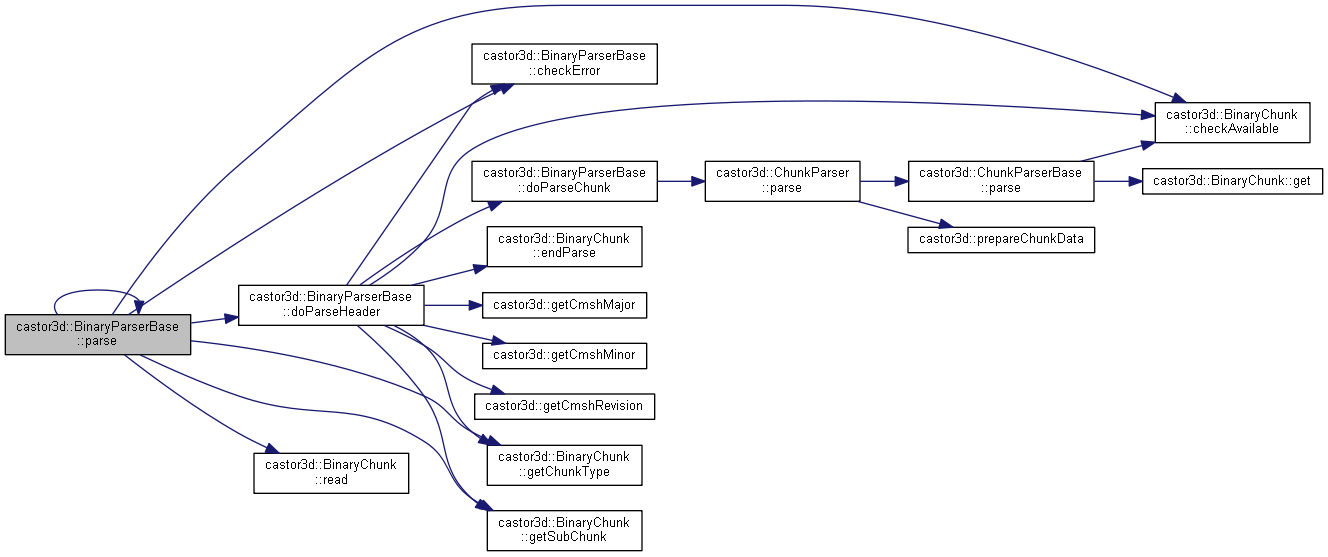 castor3d::BinaryParserBase
::parse
castor3d::BinaryParserBase
::doParseHeader
castor3d::BinaryChunk
::read
castor3d::BinaryParserBase
::checkError
castor3d::BinaryParserBase
::doParseChunk
castor3d::BinaryChunk
::endParse
castor3d::getCmshMajor
castor3d::getCmshMinor
castor3d::getCmshRevision
castor3d::BinaryChunk
::getChunkType
castor3d::BinaryChunk
::getSubChunk
castor3d::ChunkParser
::parse
castor3d::ChunkParserBase
::parse
castor3d::prepareChunkData
castor3d::BinaryChunk
::checkAvailable
castor3d::BinaryChunk::get